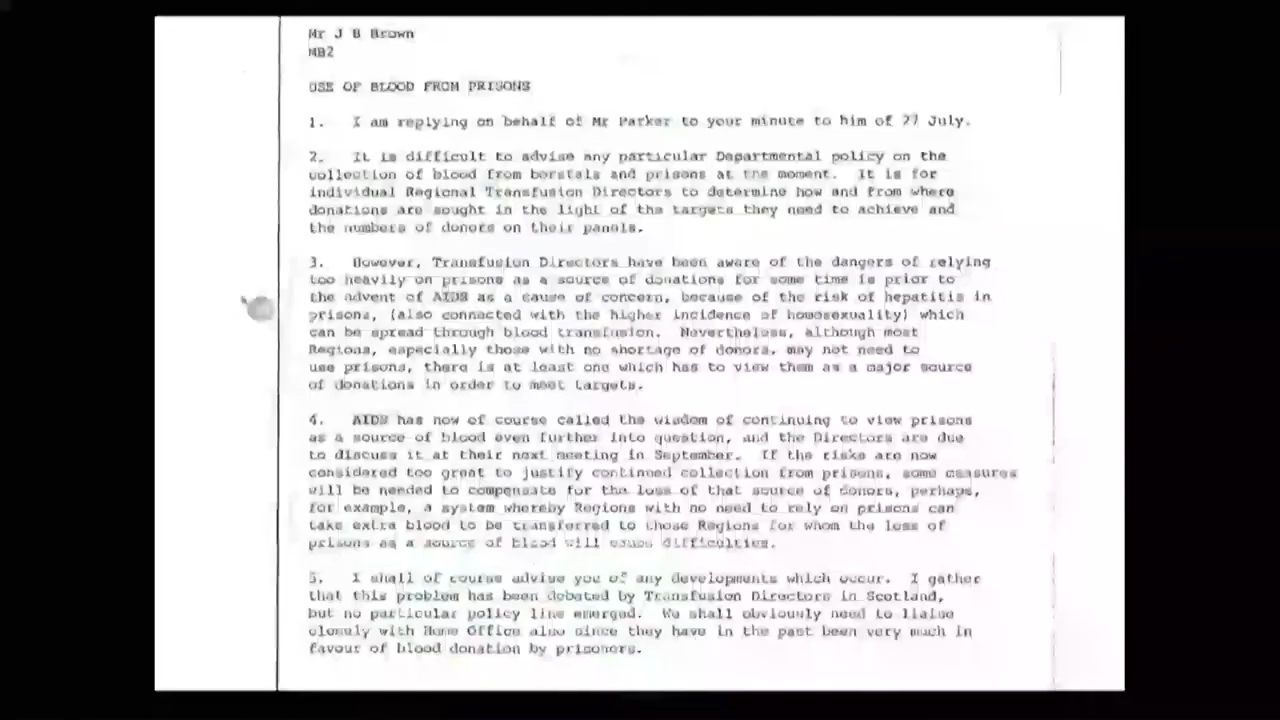 Mr J B Brown
MB2
USE OF BLOOD FROM PRISONS
1. I am replying on behalf of Mr Parker to your minute to him of 27 July.
2. It is difficult to advise any particular Departmental policy on the
collection of blood from borstals and prisons at the moment. It is for
individual Regional Transfusion Directors to determine how and from where
donations are sought in the light of the targets they need to achieve and
the numbers of donors on their panels.
3. However, Transfusion Directors have been aware of the dangers of relying
too heavily on prisons as a source of donations for some time is prior to
the advent of AIDS as a cause of concern, because of the risk of hepatitis in
prisons, (also connected with the higher incidence of homosexuality) which
can be spread through blood transfusion. Nevertheless, although most
Regions, especially those with no shortage of donors, may not need to
use prisons, there is at least one which has to view them as a major source
of donations in order to meet targets.
4. AIDS has now of course called the wisdom of continuing to view prisons
as a source of blood even further into question, and the Directors are due
to discuss it at their next meeting in September. If the risks are now
considered too great to justify continued collection from prisons, some measures
will be needed to compensate for the loss of that source of donors, perhaps,
for example, a system whereby Regions with no need to rely on prisons can
take extra blood to be transferred to those Regions for whom the loss of
prisons as a source of blood will cause difficulties.
5. I shall of course advise you of any developments which occur. I gather
that this problem has been debated by Transfusion Directors in Scotland,
but no particular policy line emerged. We shall obviously need to liaise
closely with Home Office also since they have in the past been very much in
favour of blood donation by prisoners.